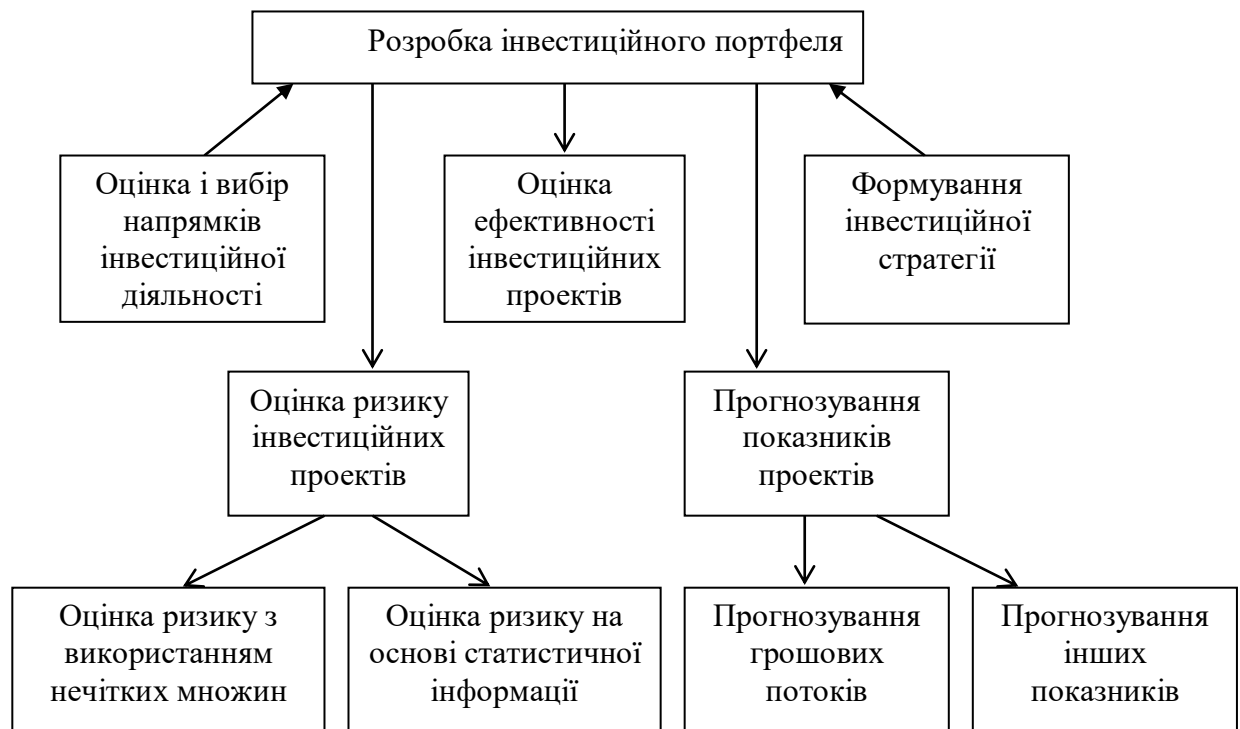 Розробка інвестиційного портфеля
Оцінка і вибір
напрямків
інвестиційної
діяльності
Оцінка
ефективності
інвестиційних
проектів
Формування
інвестиційної
стратегії
Оцінка ризику
інвестиційних
проектів
Прогнозування
показників
проектів
Оцінка ризику з
використанням
нечітких множин
Оцінка ризику на
основі статистичної
інформації
Прогнозування
грошових
потоків
Прогнозування
інших
показників